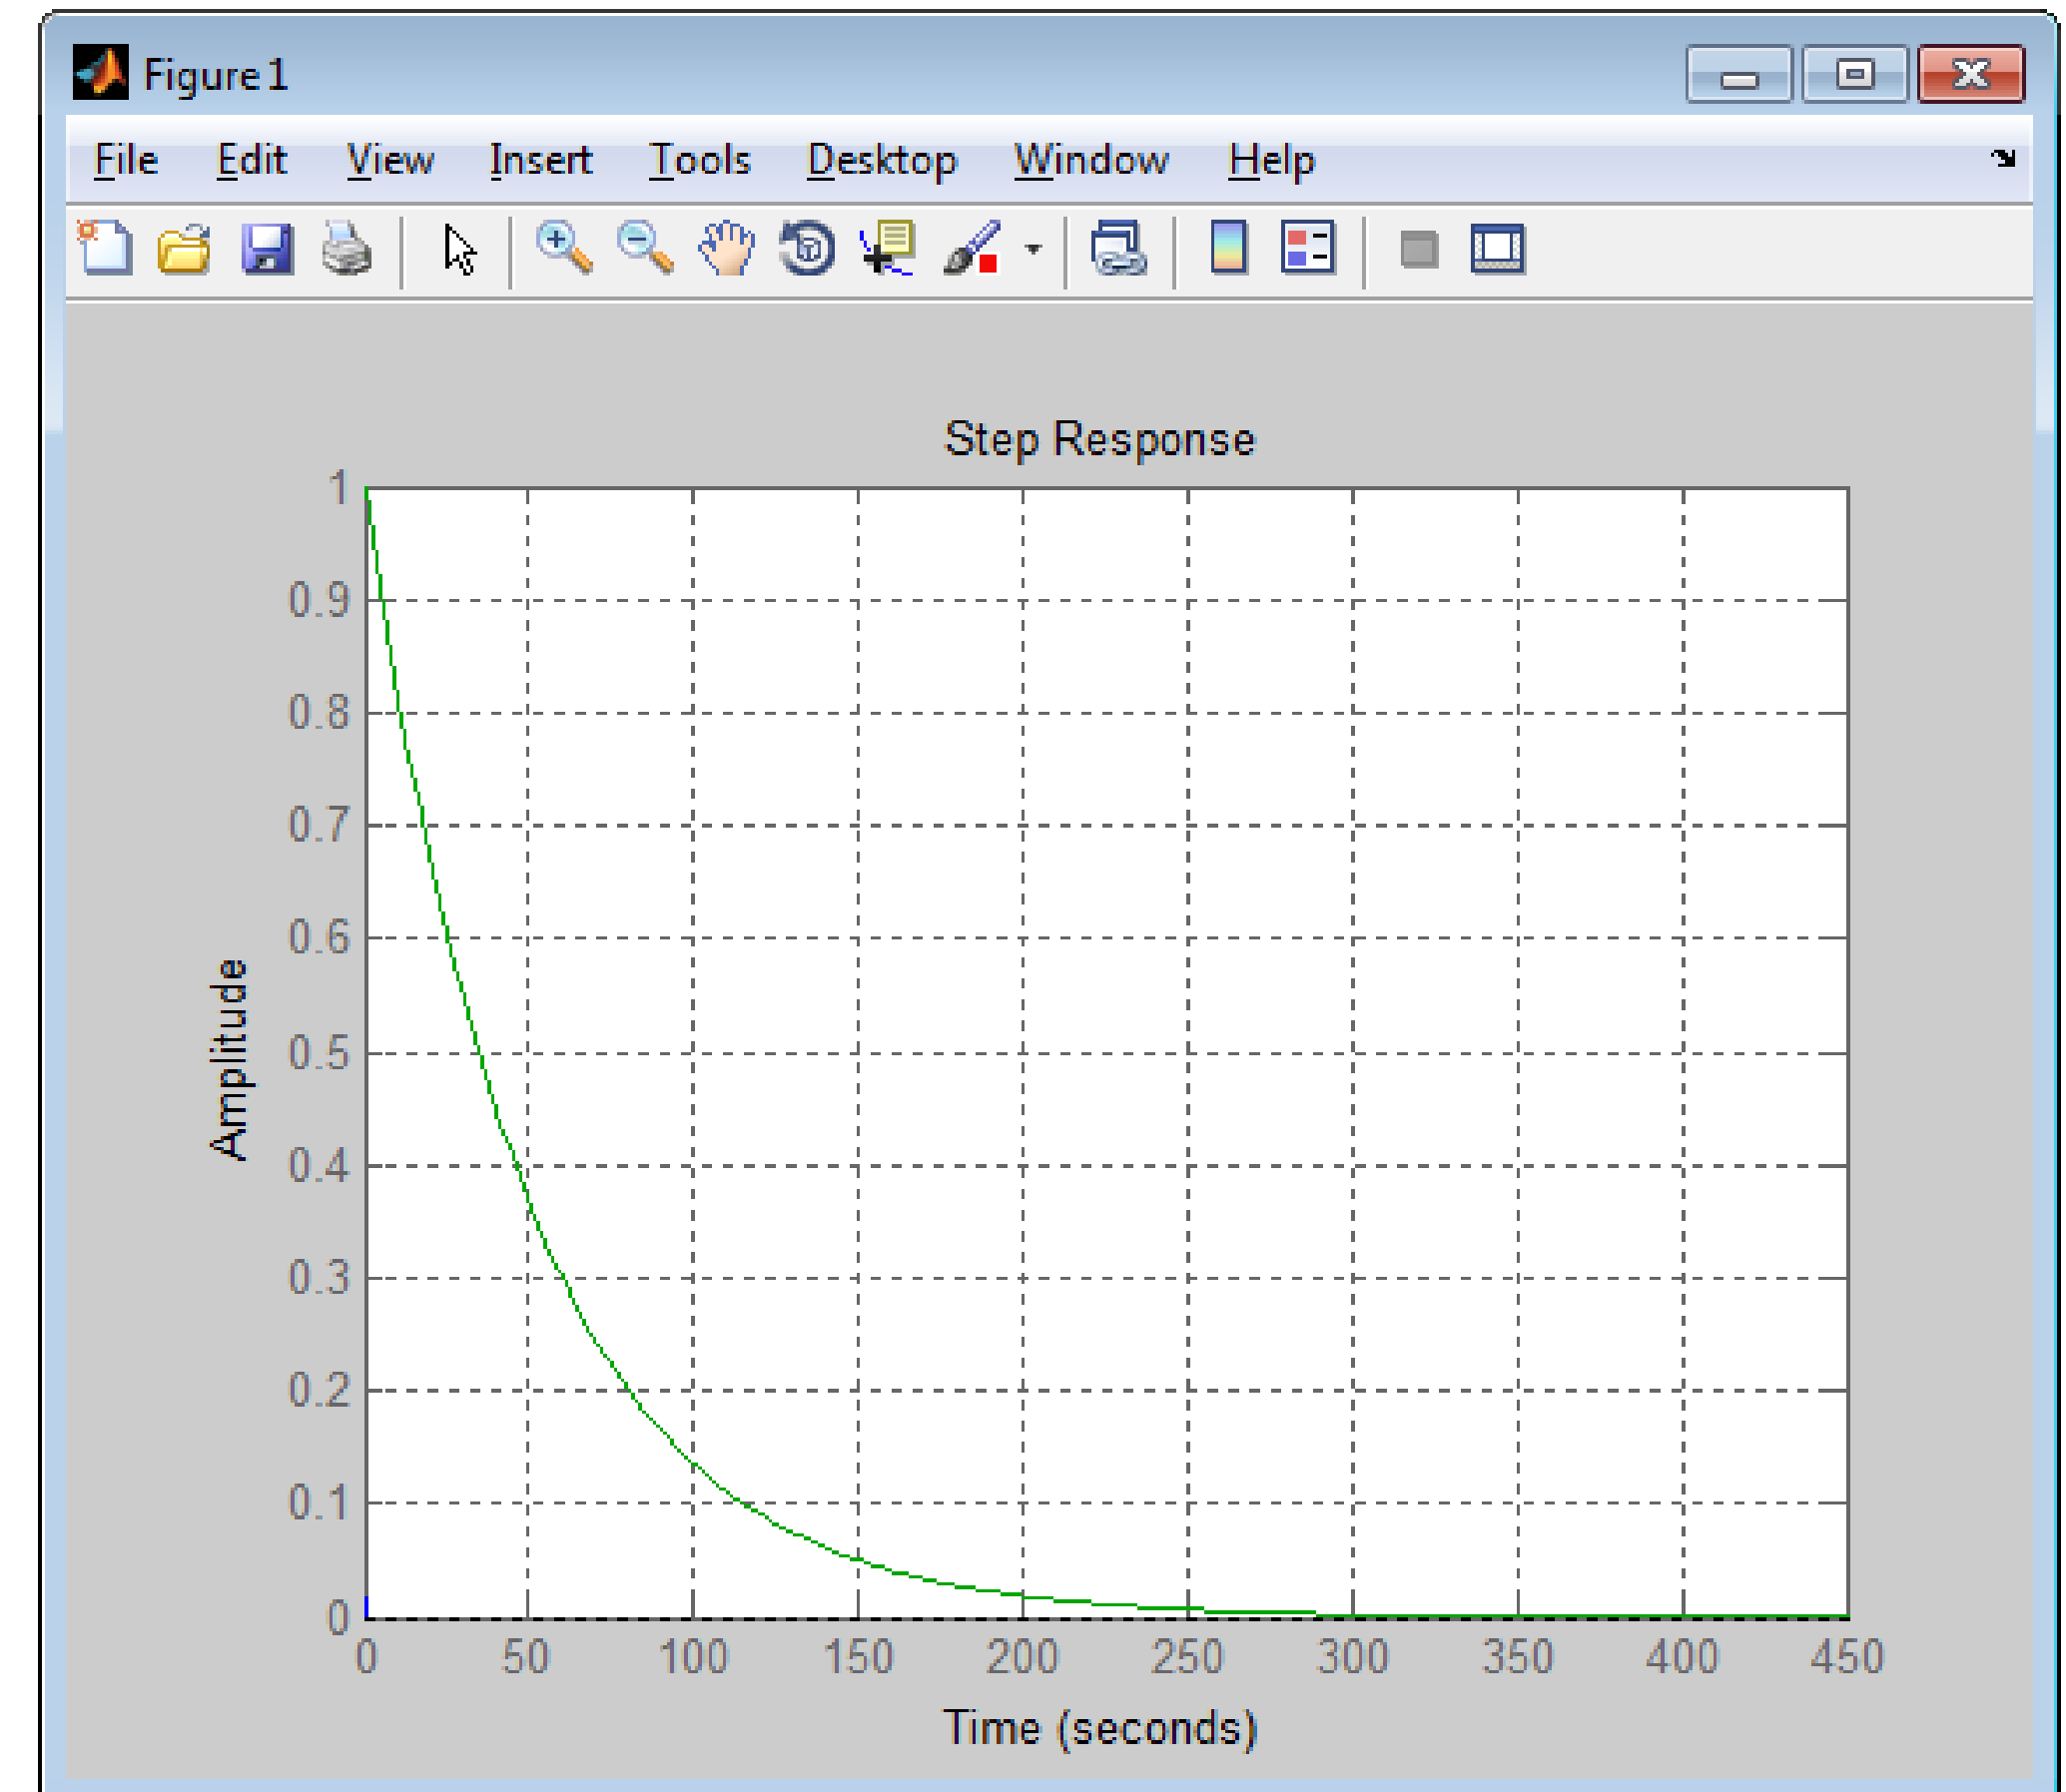 Figure 1
File Edit View Insert Tools Desktop Window Help
Step Response
1
0.9
0.8
0.7
0.6
0.5
0.4
0.3
0.2
0.1
0
Amplitude
0 50 100 150 200 250 300 350 400 450
Time (seconds)